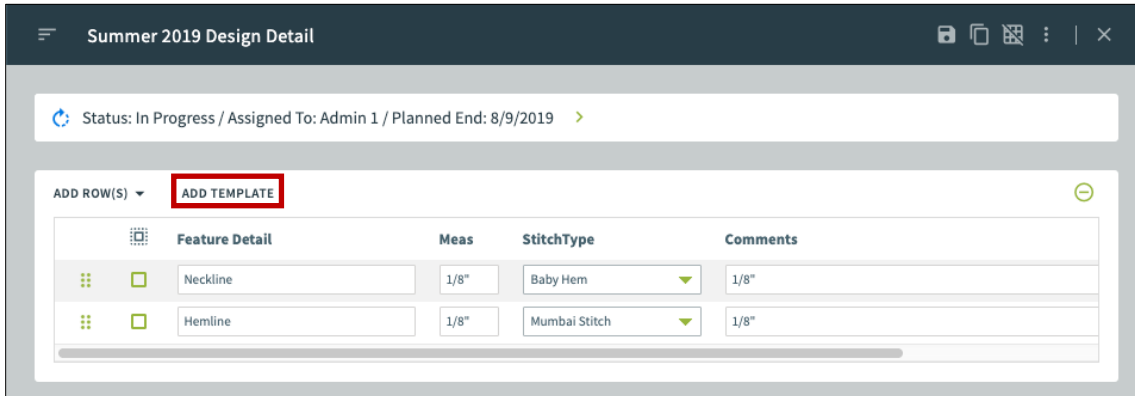 Summer 2019 Design Detail
Status: In Progress / Assigned To: Admin 1 / Planned End: 8/9/2019
ADD ROW(S) ADD TEMPLATE
Feature Detail Meas StitchType Comments
Neckline 1/8" Baby Hem 1/8"
Hemline 1/8" Mumbai Stitch 1/8"